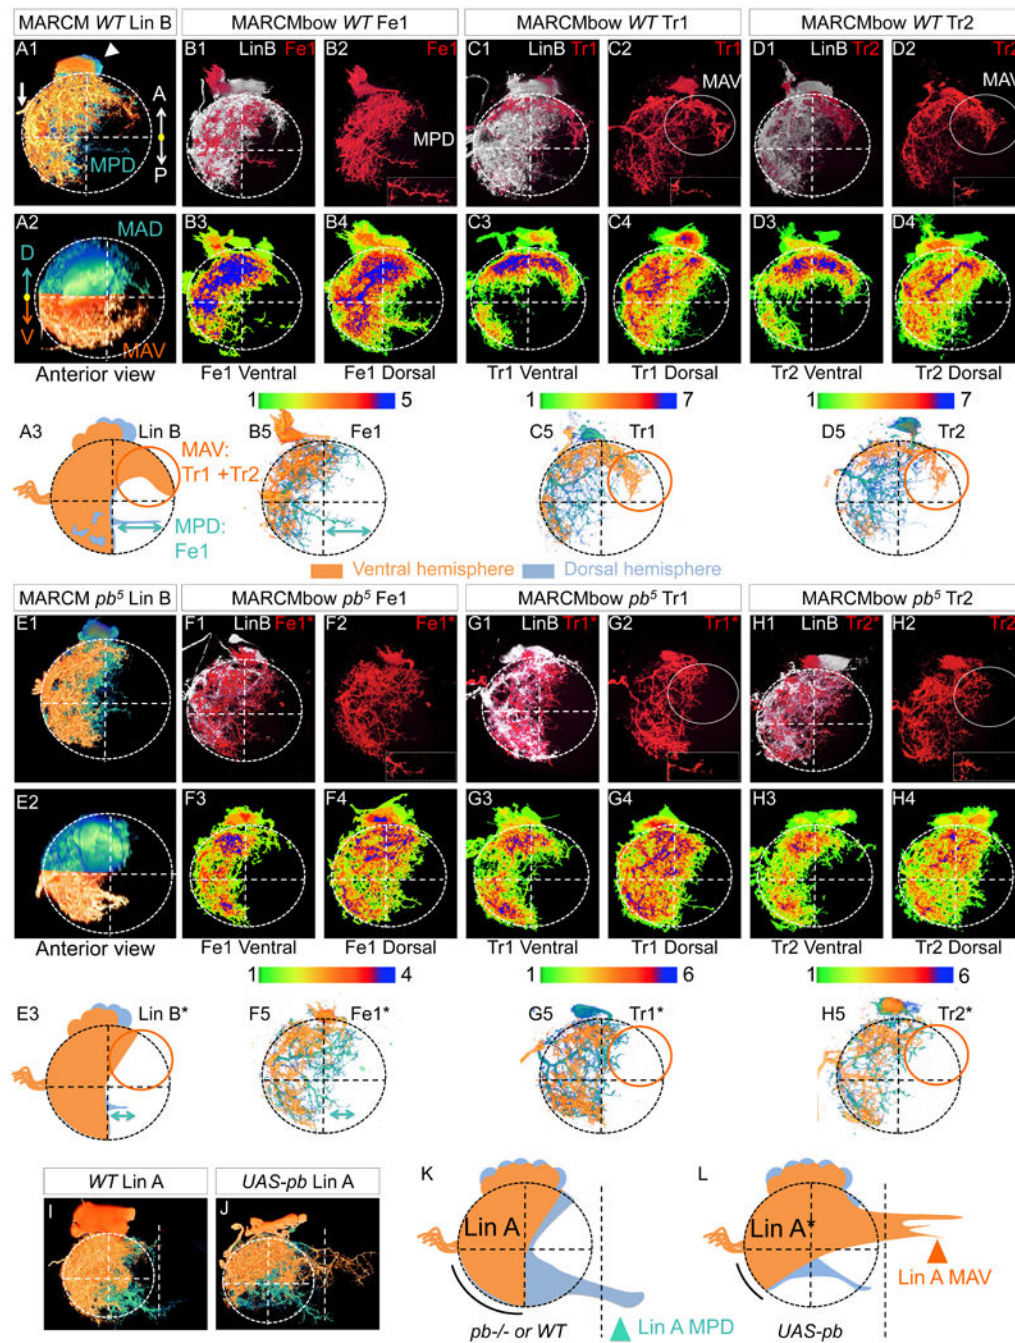 MARCM WT Lin B
MARCMbow WT Fe1
MARCMbow WT Tr1
MARCMbow WT Tr2
A1
A
P
MPD
B1 LinB Fe1
B2 Fe1
MPD
C1 LinB Tr1
C2 Tr1
MAV
D1 LinB Tr2
D2 Tr2
MAV
A2
MAD
D
V
MAV
B3
B4
C3
C4
D3
D4
Anterior view
Fe1 Ventral
Fe1 Dorsal
Tr1 Ventral
Tr1 Dorsal
Tr2 Ventral
Tr2 Dorsal
1 5
1 7
1 7
A3 Lin B
MAV:
Tr1 +Tr2
MPD:
Fe1
B5 Fe1
C5 Tr1
D5 Tr2
Ventral hemisphere
Dorsal hemisphere
MARCM pb⁵ Lin B
MARCMbow pb⁵ Fe1
MARCMbow pb⁵ Tr1
MARCMbow pb⁵ Tr2
E1
F1 LinB Fe1*
F2 Fe1*
G1 LinB Tr1*
G2 Tr1*
H1 LinB Tr2*
H2 Tr2
E2
F3
F4
G3
G4
H3
H4
Anterior view
Fe1 Ventral
Fe1 Dorsal
Tr1 Ventral
Tr1 Dorsal
Tr2 Ventral
Tr2 Dorsal
1 4
1 6
1 6
E3 Lin B*
F5 Fe1*
G5 Tr1*
H5 Tr2*
WT Lin A
UAS-pb Lin A
I
J
K
Lin A
pb-/- or WT
Lin A MPD
L
Lin A*
Lin A MAV
UAS-pb